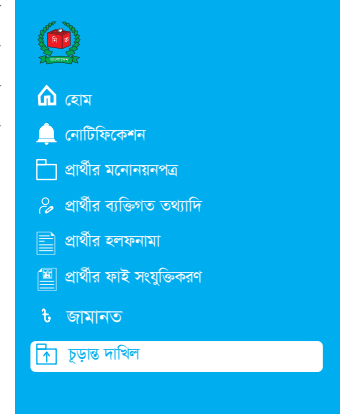 হোম
নোটিফিকেশন
প্রার্থীর মনোনয়নপত্র
প্রার্থীর ব্যক্তিগত তথ্যাদি
প্রার্থীর হলফনামা
প্রার্থীর ফাই সংযুক্তিকরণ
৳ জামানত
চূড়ান্ত দাখিল